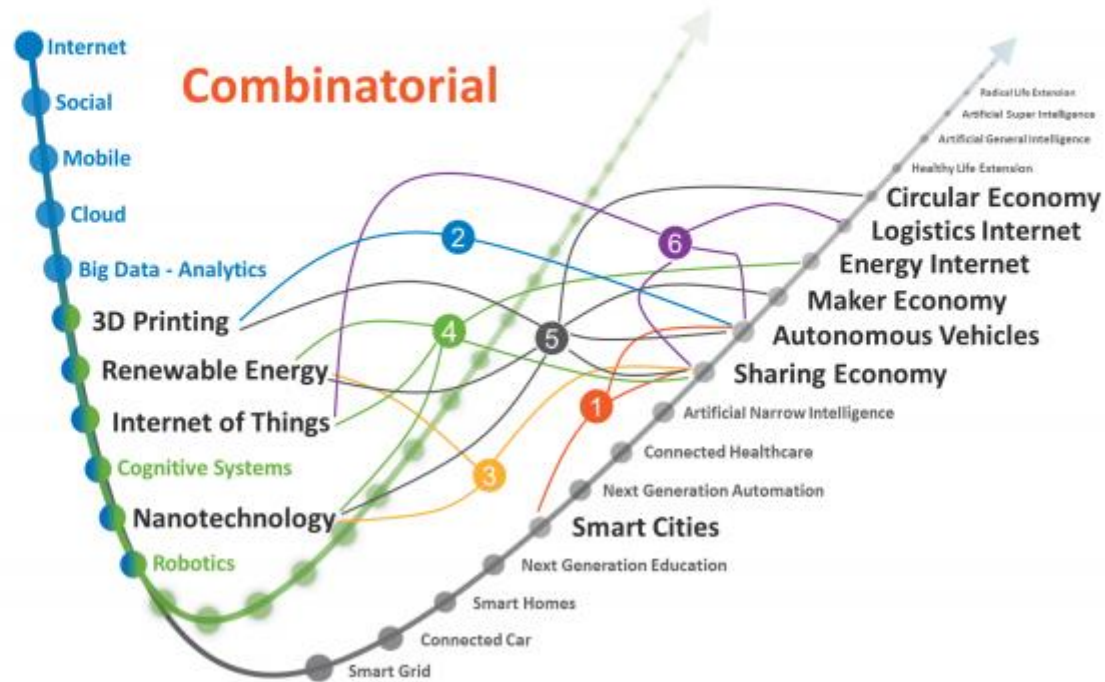 Internet
Combinatorial
Social
Mobile
Cloud
Big Data - Analytics
3D Printing
Renewable Energy
Internet of Things
Cognitive Systems
Nanotechnology
Robotics
2
6
4
5
1
3
Radical Life Extension
Artificial Super Intelligence
Artificial General Intelligence
Healthy Life Extension
Circular Economy
Logistics Internet
Energy Internet
Maker Economy
Autonomous Vehicles
Sharing Economy
Artificial Narrow Intelligence
Connected Healthcare
Next Generation Automation
Smart Cities
Next Generation Education
Smart Homes
Connected Car
Smart Grid